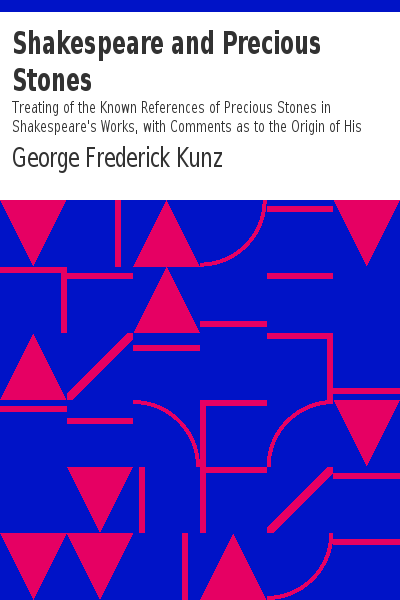 Shakespeare and Precious
Stones
Treating of the Known References of Precious Stones in
Shakespeare's Works, with Comments as to the Origin of His
George Frederick Kunz